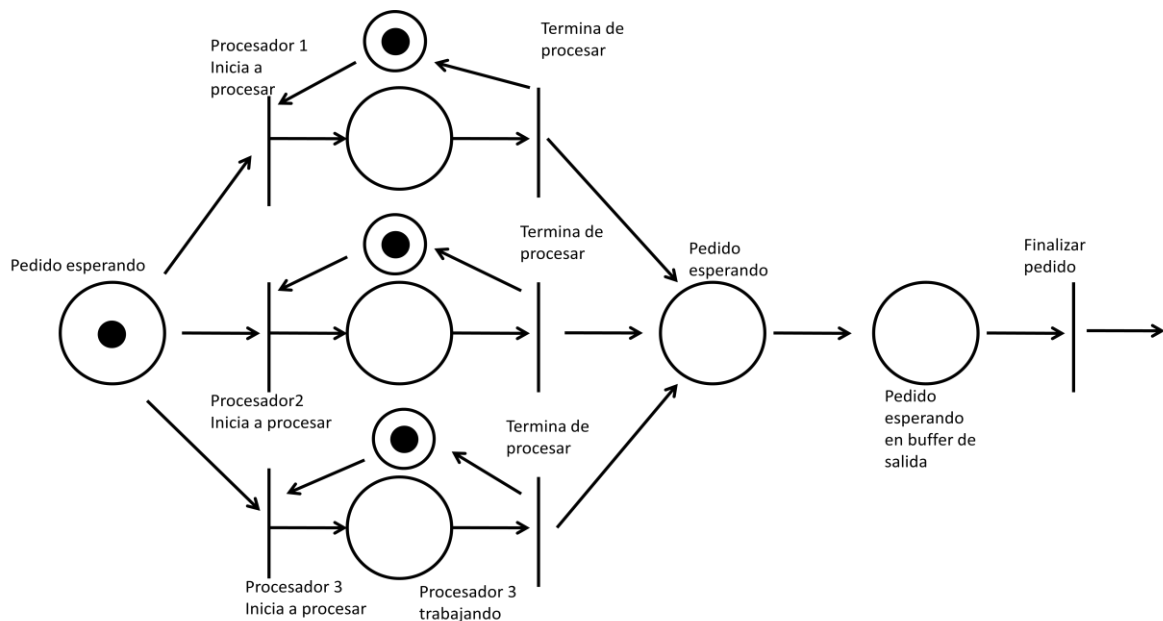 Procesador 1
Inicia a
procesar
Termina de
procesar
Pedido esperando
Termina de
procesar
Pedido
esperando
Finalizar
pedido
Procesador2
Inicia a procesar
Termina de
procesar
Pedido
esperando
en buffer de
salida
Procesador 3
Inicia a procesar
Procesador 3
trabajando